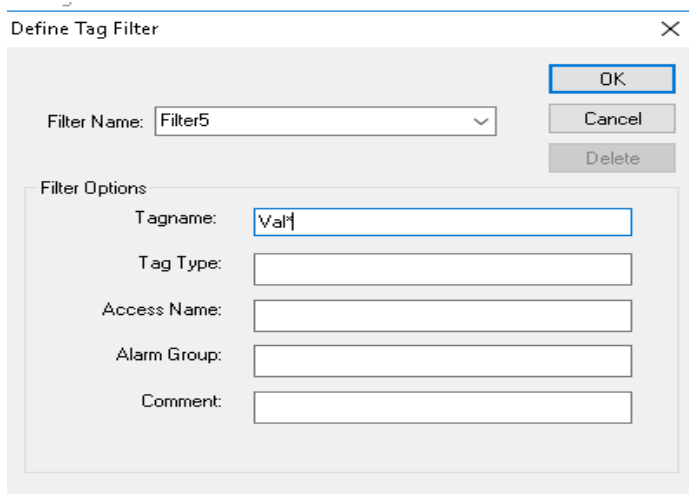 Define Tag Filter
OK
Filter Name: Filter5
Cancel
Delete
Filter Options
Tagname: Val*
Tag Type:
Access Name:
Alarm Group:
Comment: